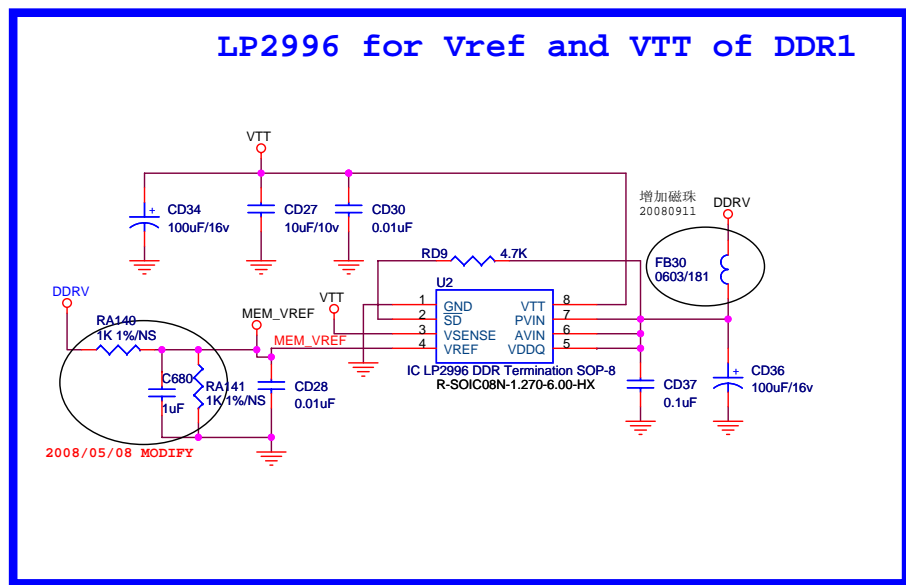 LP2996 for Vref and VTT of DDR1
VTT
增加磁珠
20080911
DDRV
CD34
100uF/16v
CD27
10uF/10v
CD30
0.01uF
RD9
4.7K
FB30
0603/181
U2
DDRV
VTT
MEM_VREF
MEM_VREF
1
2
3
4
GND
SD
VSENSE
VREF
VTT
PVIN
AVIN
VDDQ
8
7
6
5
RA140
1K 1%/NS
C680
1uF
RA141
1K 1%/NS
CD28
0.01uF
IC LP2996 DDR Termination SOP-8
R-SOIC08N-1.270-6.00-HX
CD37
0.1uF
CD36
100uF/16v
2008/05/08 MODIFY